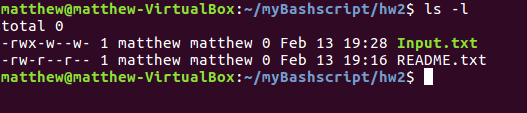 matthew@matthew-VirtualBox:~/myBashscript/hw2$ ls -l
total 0
-rwx-w--w- 1 matthew matthew 0 Feb 13 19:28 Input.txt
-rw-r--r-- 1 matthew matthew 0 Feb 13 19:16 README.txt
matthew@matthew-VirtualBox:~/myBashscript/hw2$